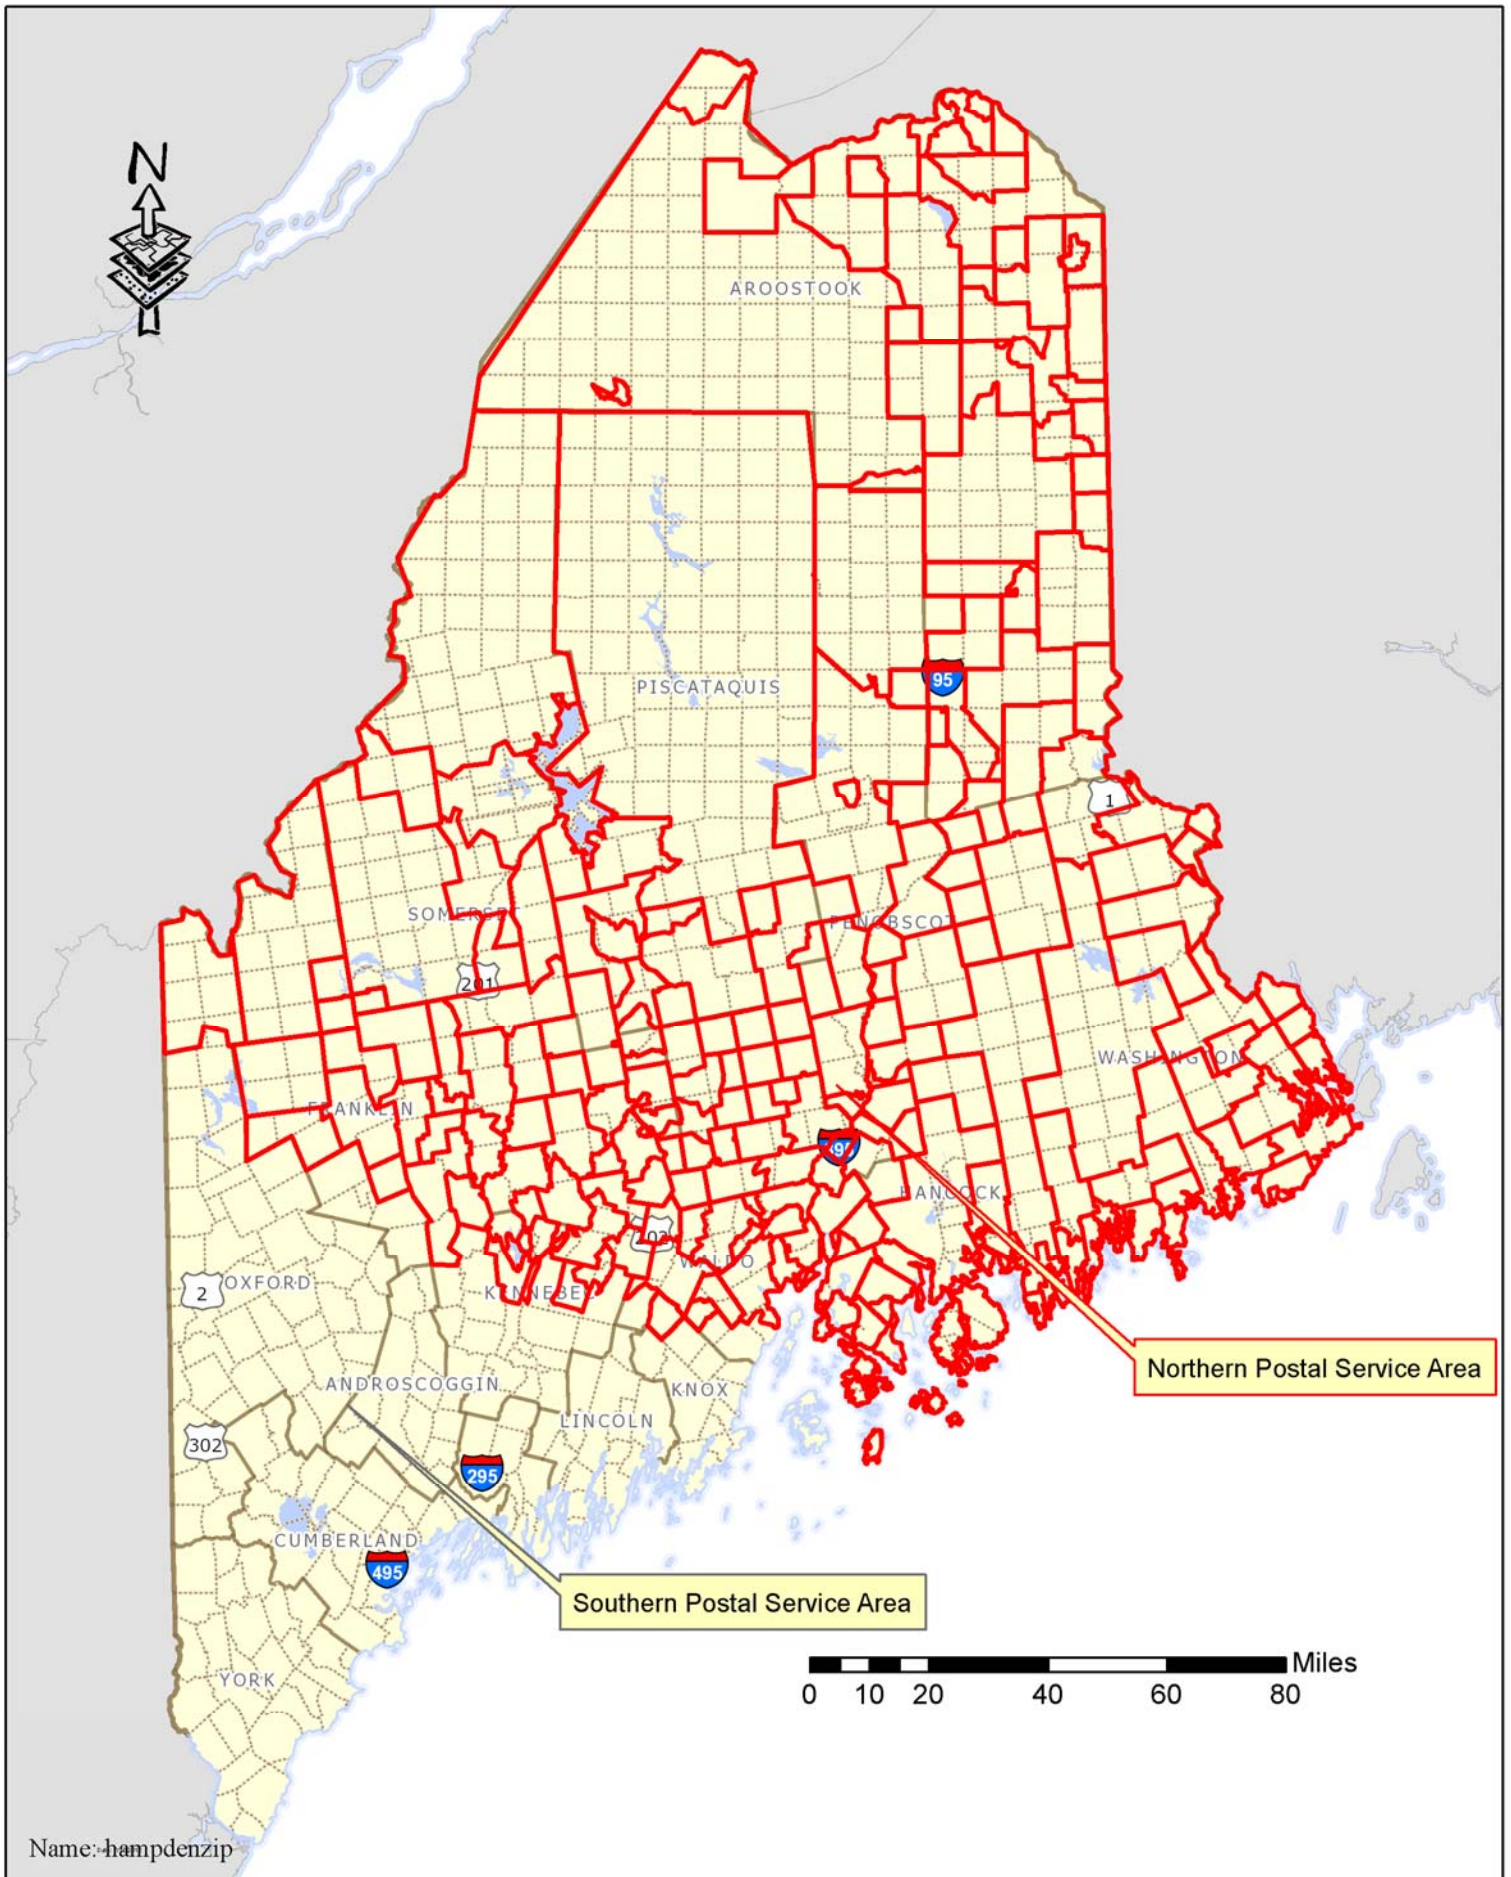 N
AROOSTOOK
95
PISCATAQUIS
1
SOMERSET
PENOBSCOT
201
WASHINGTON
FRANKLIN
395
HANCOCK
202
WALDO
2
OXFORD
KENNEBEC
Northern Postal Service Area
ANDROSCOGGIN
KNOX
LINCOLN
302
295
CUMBERLAND
495
Southern Postal Service Area
Miles
0 10 20 40 60 80
YORK
Name: hampdenzip